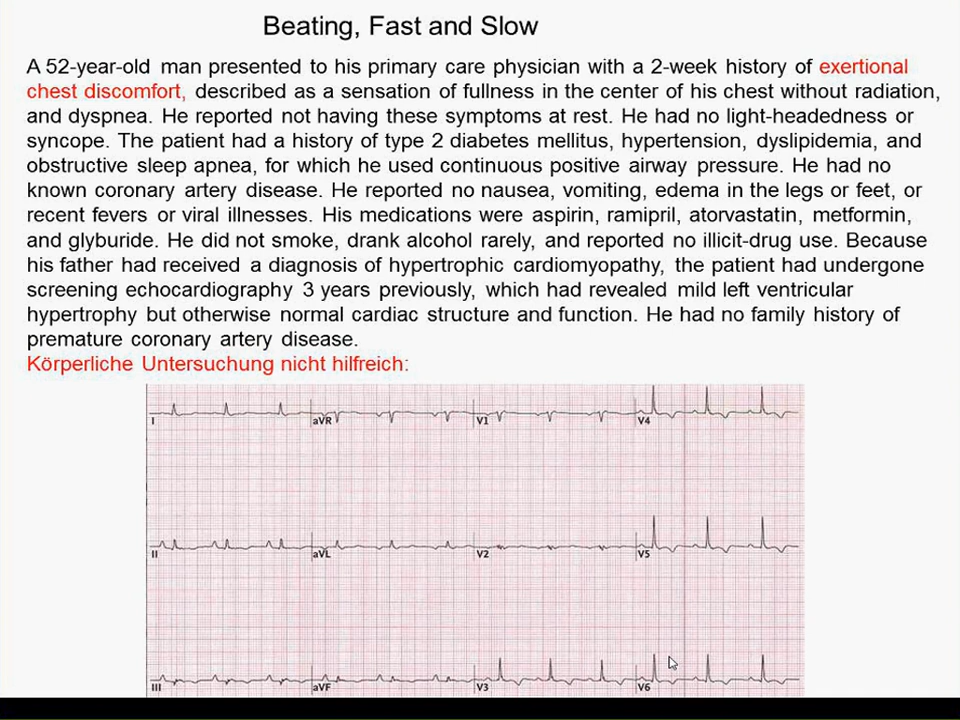 Beating, Fast and Slow
A 52-year-old man presented to his primary care physician with a 2-week history of exertional
chest discomfort, described as a sensation of fullness in the center of his chest without radiation,
and dyspnea. He reported not having these symptoms at rest. He had no light-headedness or
syncope. The patient had a history of type 2 diabetes mellitus, hypertension, dyslipidemia, and
obstructive sleep apnea, for which he used continuous positive airway pressure. He had no
known coronary artery disease. He reported no nausea, vomiting, edema in the legs or feet, or
recent fevers or viral illnesses. His medications were aspirin, ramipril, atorvastatin, metformin,
and glyburide. He did not smoke, drank alcohol rarely, and reported no illicit-drug use. Because
his father had received a diagnosis of hypertrophic cardiomyopathy, the patient had undergone
screening echocardiography 3 years previously, which had revealed mild left ventricular
hypertrophy but otherwise normal cardiac structure and function. He had no family history of
premature coronary artery disease.
Körperliche Untersuchung nicht hilfreich:
I aVR V1 V4
II aVL V2 V5
III aVF V3 V6